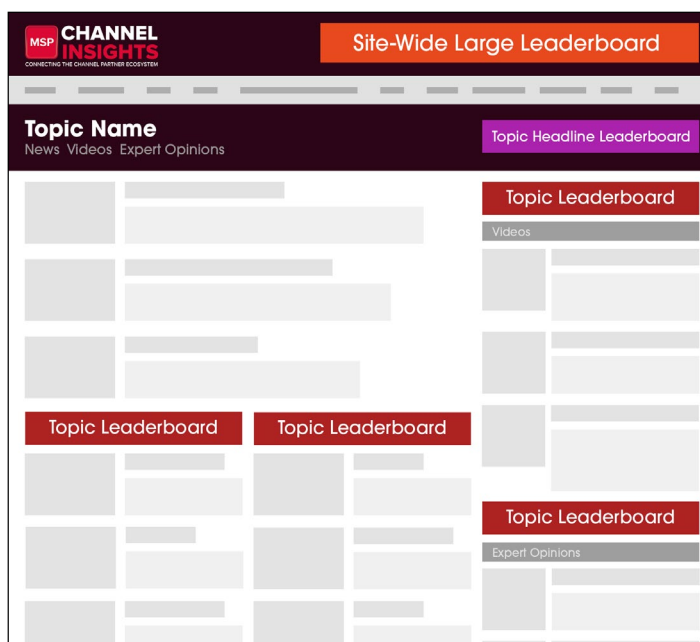 MSP CHANNEL
INSIGHTS
CONNECTING THE CHANNEL PARTNER ECOSYSTEM
Site-Wide Large Leaderboard
Topic Name
News Videos Expert Opinions
Topic Headline Leaderboard
Topic Leaderboard
Videos
Topic Leaderboard
Topic Leaderboard
Topic Leaderboard
Expert Opinions